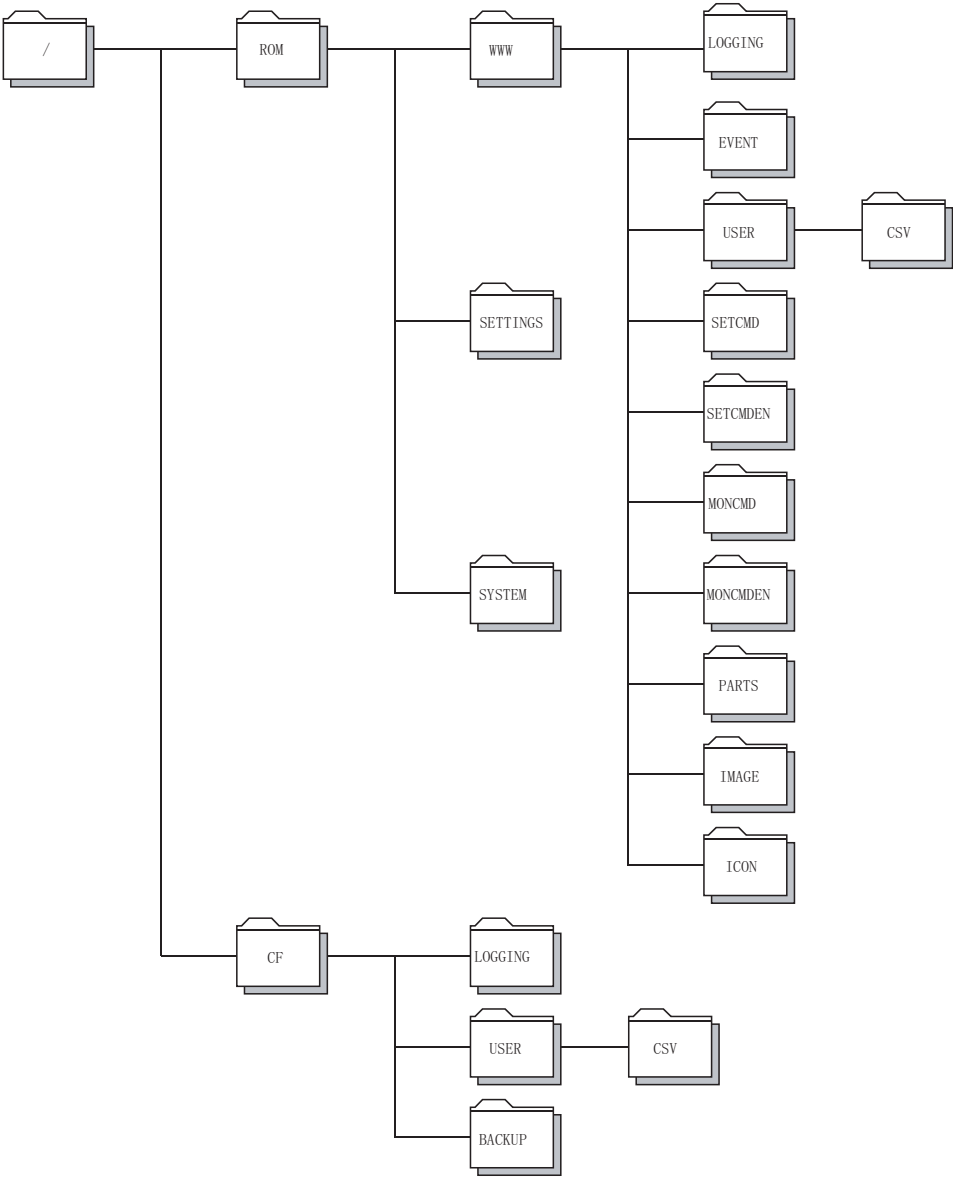 /
ROM
WWW
LOGGING
EVENT
USER
CSV
SETTINGS
SETCMD
SETCMDEN
MONCMD
SYSTEM
MONCMDEN
PARTS
IMAGE
ICON
CF
LOGGING
USER
CSV
BACKUP